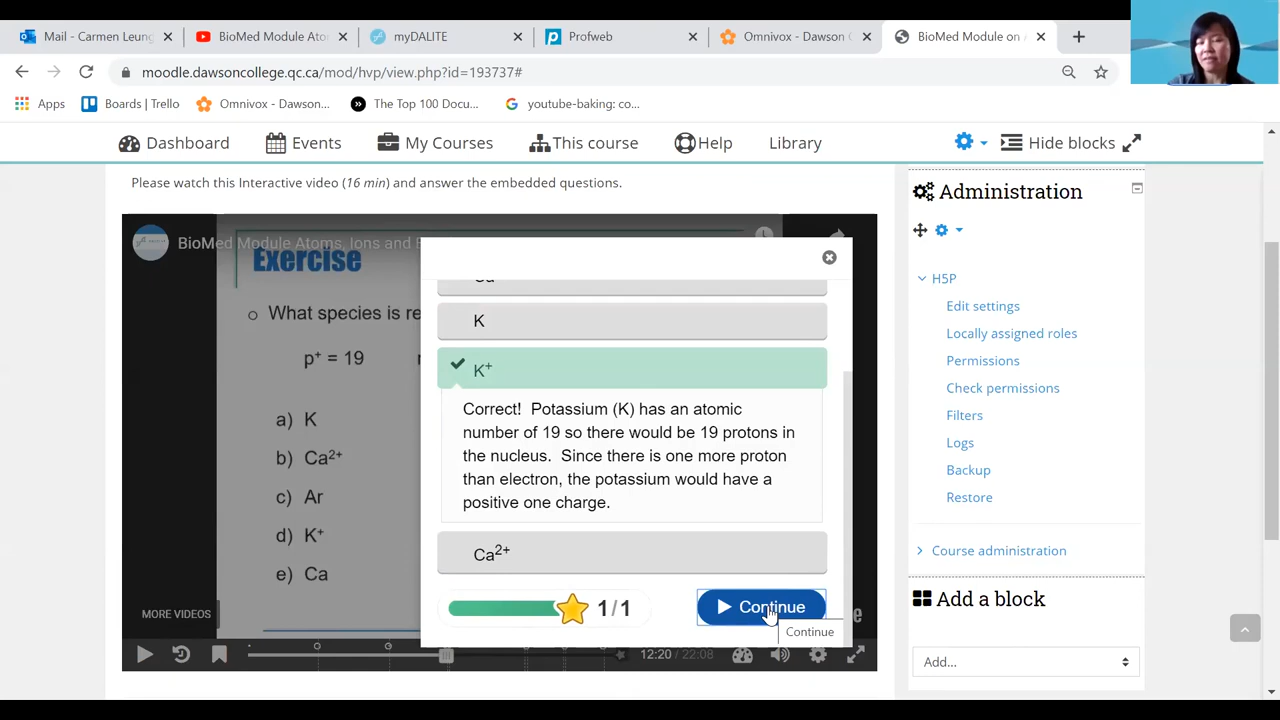 Mail - Carmen Leung
BioMed Module Ato
myDALITE
Profweb
Omnivox - Dawson C
BioMed Module on A
moodle.dawsoncollege.qc.ca/mod/hvp/view.php?id=193737#
Apps
Boards | Trello
Omnivox - Dawson...
The Top 100 Docu...
youtube-baking: co...
Dashboard
Events
My Courses
This course
Help
Library
Hide blocks
Please watch this Interactive video (16 min) and answer the embedded questions.
BioMed Module Atoms, Ions and E
Exercise
What species is re
p⁺ = 19
a) K
b) Ca²⁺
c) Ar
d) K⁺
e) Ca
MORE VIDEOS
K
K⁺
Correct! Potassium (K) has an atomic
number of 19 so there would be 19 protons in
the nucleus. Since there is one more proton
than electron, the potassium would have a
positive one charge.
Ca²⁺
1/1
Continue
Continue
12:20 / 22:08
Administration
H5P
Edit settings
Locally assigned roles
Permissions
Check permissions
Filters
Logs
Backup
Restore
Course administration
Add a block
Add...